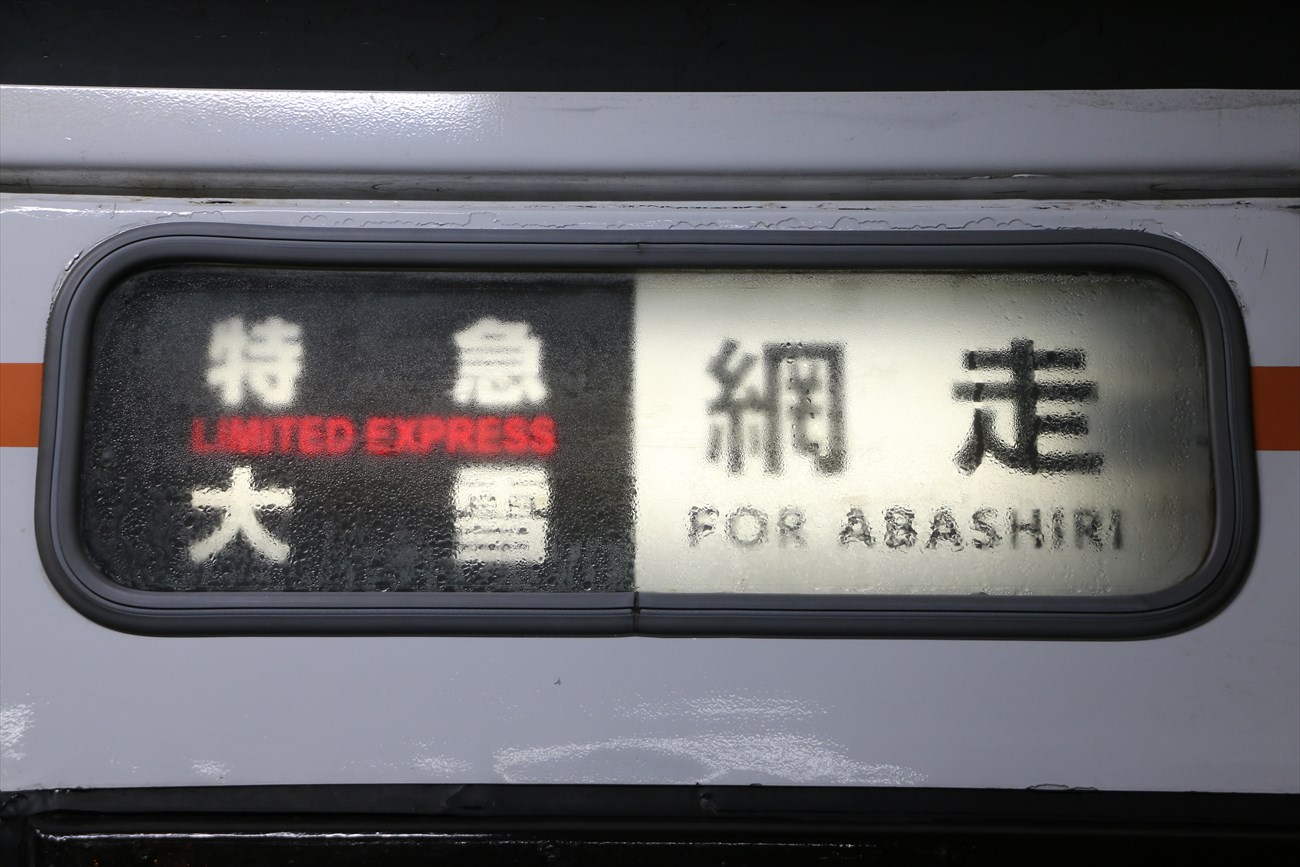 特急
LIMITED EXPRESS
大雪
網走
FOR ABASHIRI